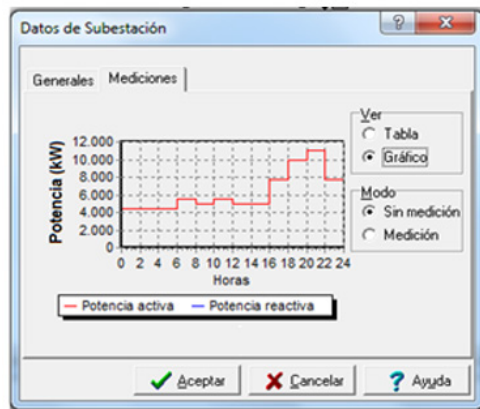 Datos de Subestación
Generales Mediciones
Potencia (kW)
12.000
10.000
8.000
6.000
4.000
2.000
0
0 2 4 6 8 10 12 14 16 18 20 22 24
Horas
Potencia activa Potencia reactiva
Ver
Tabla
Gráfico
Modo
Sin medición
Medición
Aceptar Cancelar ? Ayuda